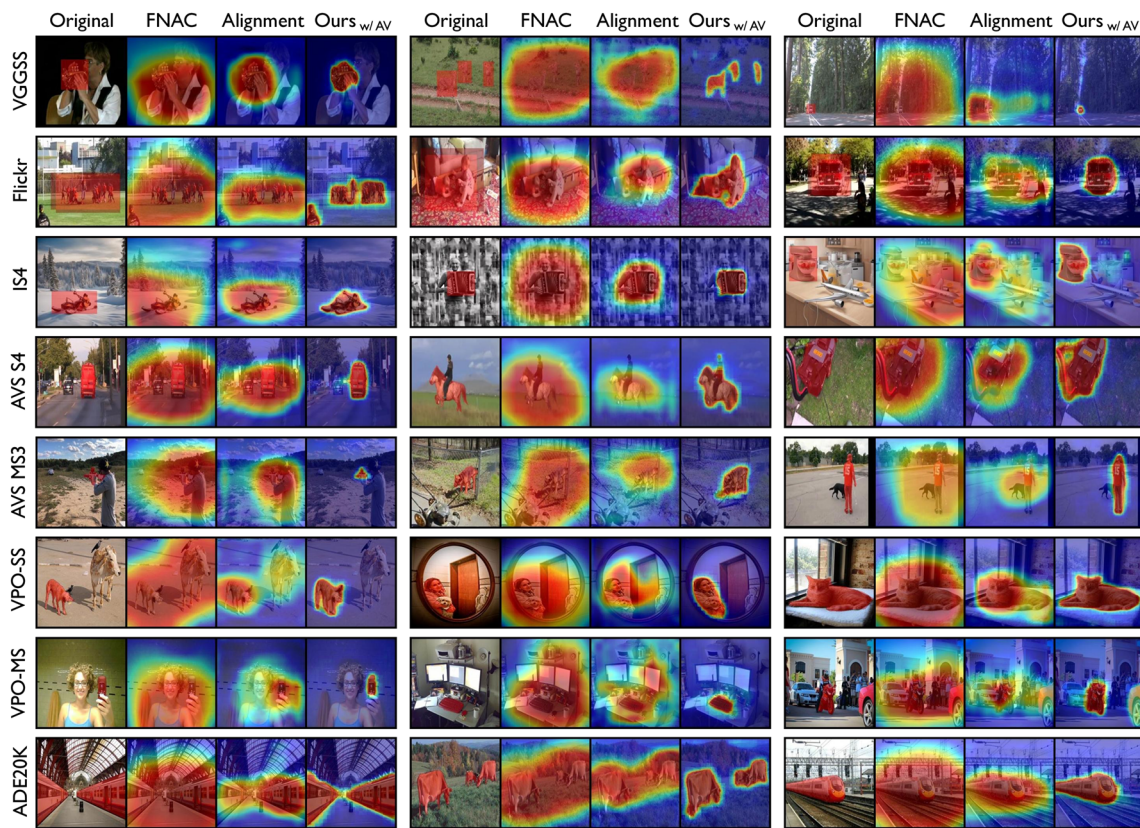 Original FNAC Alignment Ours w/ AV Original FNAC Alignment Ours w/ AV Original FNAC Alignment Ours w/ AV
VGGSS
Flickr
IS4
AVS S4
AVS MS3
VPO-SS
VPO-MS
ADE20K